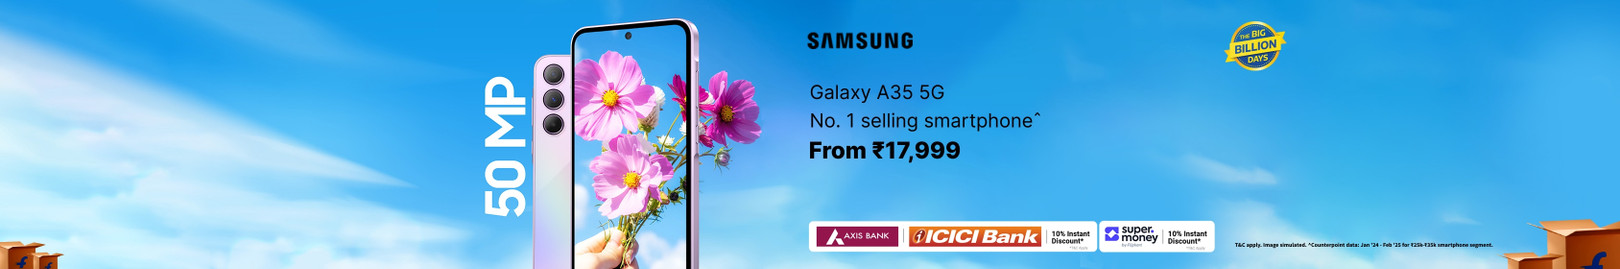 50 MP
SAMSUNG
Galaxy A35 5G
No. 1 selling smartphone^
From ₹17,999
THE BIG
BILLION
DAYS
AXIS BANK
ICICI Bank
10% Instant
Discount*
super.
money
by Flipkart
10% Instant
Discount*
T&C apply. Image simulated. ^Counterpoint data: Jan '24 - Feb '25 for ₹25k-₹35k smartphone segment.